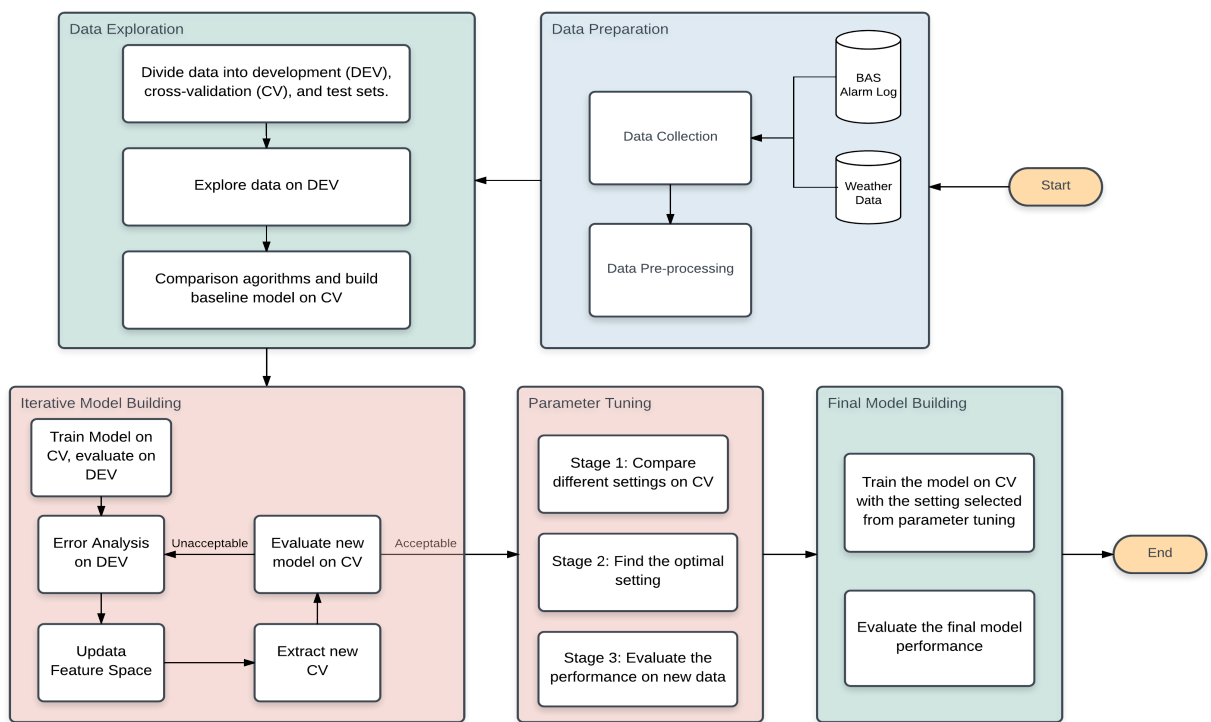 Data Exploration
Divide data into development (DEV),
cross-validation (CV), and test sets.
Explore data on DEV
Comparison agorithms and build
baseline model on CV
Data Preparation
BAS
Alarm Log
Data Collection
Weather
Data
Data Pre-processing
Start
Iterative Model Building
Train Model on
CV, evaluate on
DEV
Error Analysis
on DEV
Unacceptable
Evaluate new
model on CV
Acceptable
Updata
Feature Space
Extract new
CV
Parameter Tuning
Stage 1: Compare
different settings on CV
Stage 2: Find the optimal
setting
Stage 3: Evaluate the
performance on new data
Final Model Building
Train the model on CV
with the setting selected
from parameter tuning
Evaluate the final model
performance
End